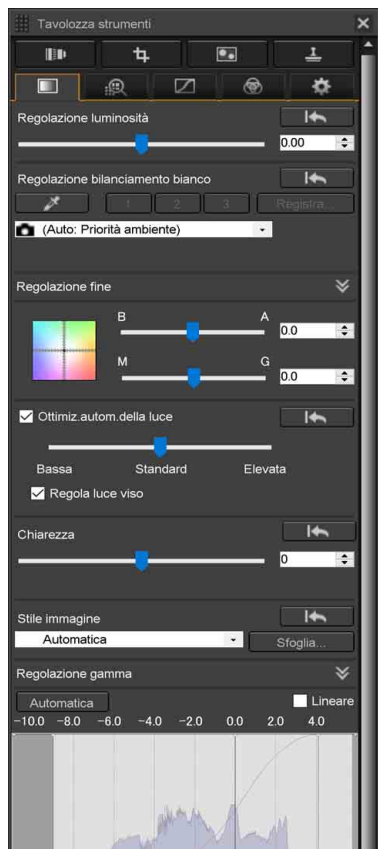 Tavolozza strumenti
Regolazione luminosità
0.00
Regolazione bilanciamento bianco
1 2 3 Registra...
(Auto: Priorità ambiente)
Regolazione fine
B A
0.0
M G
0.0
Ottimiz.autom.della luce
Bassa Standard Elevata
Regola luce viso
Chiarezza
0
Stile immagine
Automatica Sfoglia...
Regolazione gamma
Automatica Lineare
-10.0 -8.0 -6.0 -4.0 -2.0 0.0 2.0 4.0